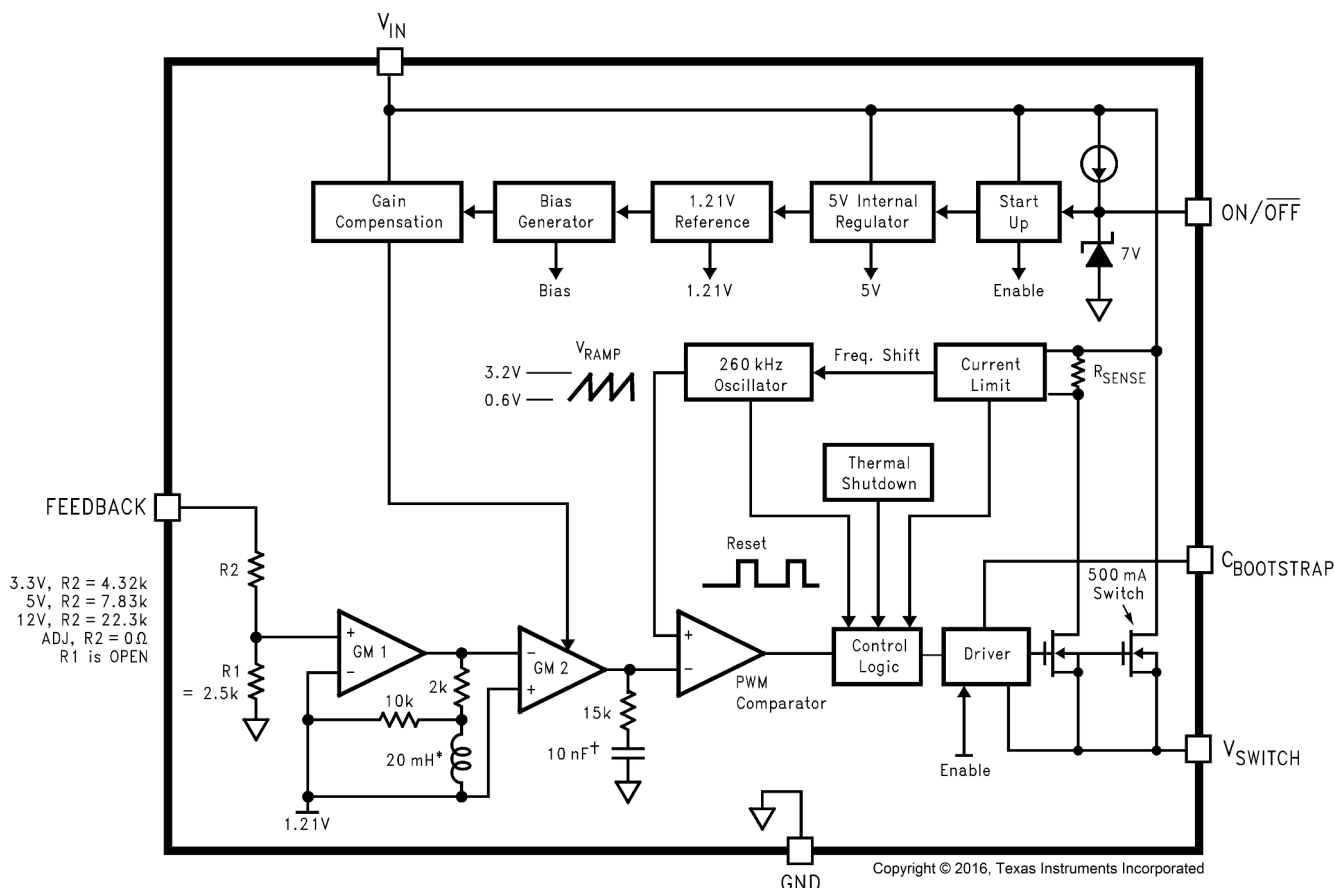 V_IN
Gain
Compensation
Bias
Generator
1.21V
Reference
5V Internal
Regulator
Start
Up
ON/O̅F̅F̅
7V
Bias
1.21V
5V
Enable
V_RAMP
3.2V
0.6V
260 kHz
Oscillator
Freq. Shift
Current
Limit
R_SENSE
Thermal
Shutdown
FEEDBACK
3.3V, R2 = 4.32k
5V, R2 = 7.83k
12V, R2 = 22.3k
ADJ, R2 = 0Ω
R1 is OPEN
R2
R1
= 2.5k
+
GM 1
−
2k
10k
20 mH*
1.21V
−
GM 2
+
15k
10 nF†
+
−
PWM
Comparator
Reset
Control
Logic
Driver
Enable
500 mA
Switch
C_BOOTSTRAP
V_SWITCH
GND
Copyright © 2016, Texas Instruments Incorporated